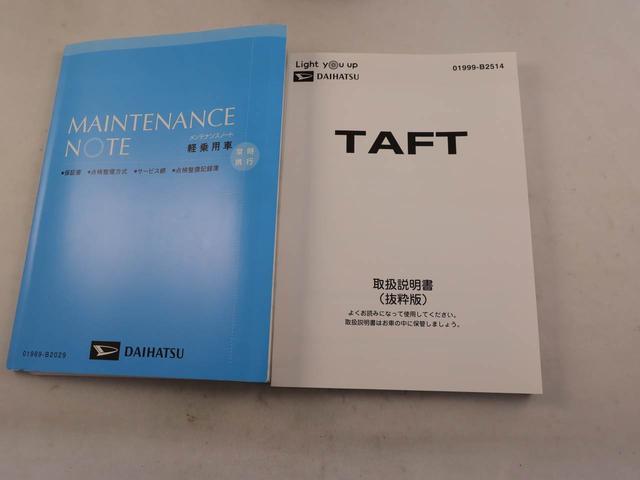 MAINTENANCE
NOTE
メンテナンスノート
軽乗用車
常時
携行
●保証書 ●点検整備方式 ●サービス網 ●点検整備記録簿
DAIHATSU
01989-B2029
Light you up
DAIHATSU
01999-B2514
TAFT
取扱説明書
（抜粋版）
よくお読みになって使用してください。
取扱説明書はお車の中に保管しましょう。